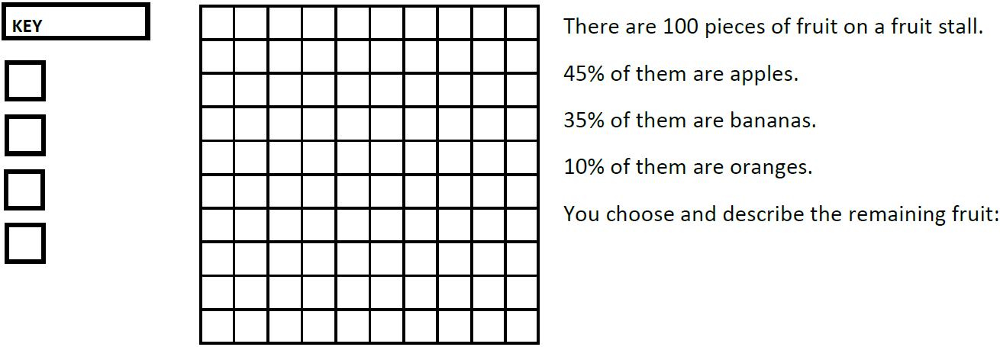 KEY
There are 100 pieces of fruit on a fruit stall.
45% of them are apples.
35% of them are bananas.
10% of them are oranges.
You choose and describe the remaining fruit: